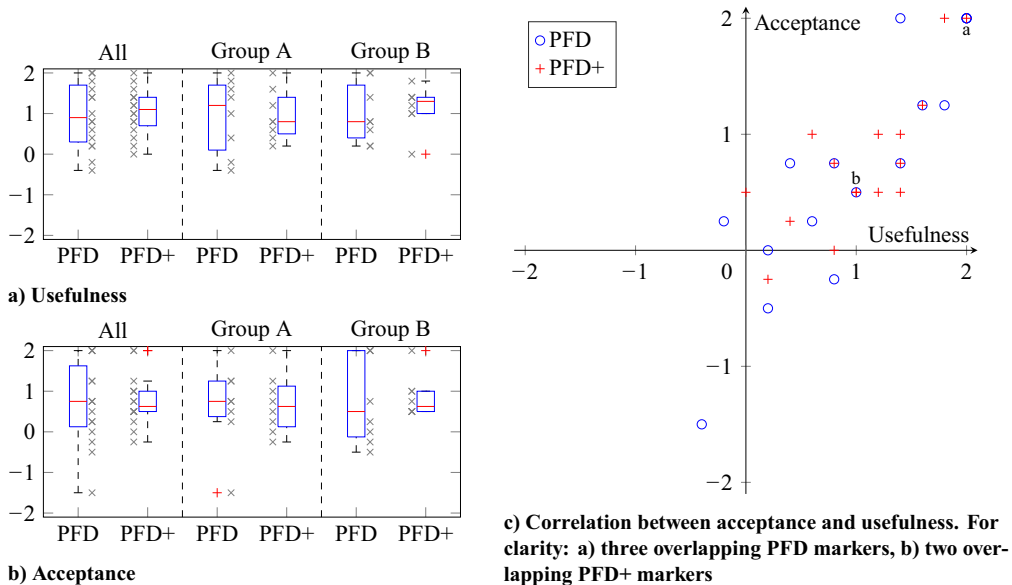 All Group A Group B
2
1
0
−1
−2
PFD PFD+ PFD PFD+ PFD PFD+
a) Usefulness
All Group A Group B
2
1
0
−1
−2
PFD PFD+ PFD PFD+ PFD PFD+
b) Acceptance
PFD
PFD+
2 Acceptance
a
1
b
Usefulness
−2 −1 0 1 2
−1
−2
c) Correlation between acceptance and usefulness. For
clarity: a) three overlapping PFD markers, b) two over-
lapping PFD+ markers